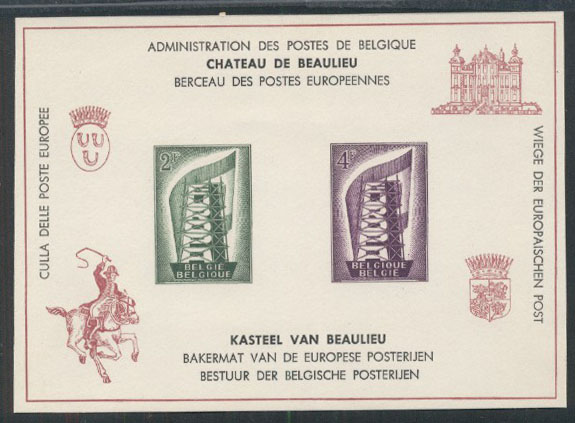 ADMINISTRATION DES POSTES DE BELGIQUE
CHATEAU DE BEAULIEU
BERCEAU DES POSTES EUROPEENNES
CULLA DELLE POSTE EUROPEE
WIEGE DER EUROPAISCHEN POST
2F
BELGIE
BELGIQUE
4F
BELGIE
BELGIQUE
KASTEEL VAN BEAULIEU
BAKERMAT VAN DE EUROPESE POSTERIJEN
BESTUUR DER BELGISCHE POSTERIJEN